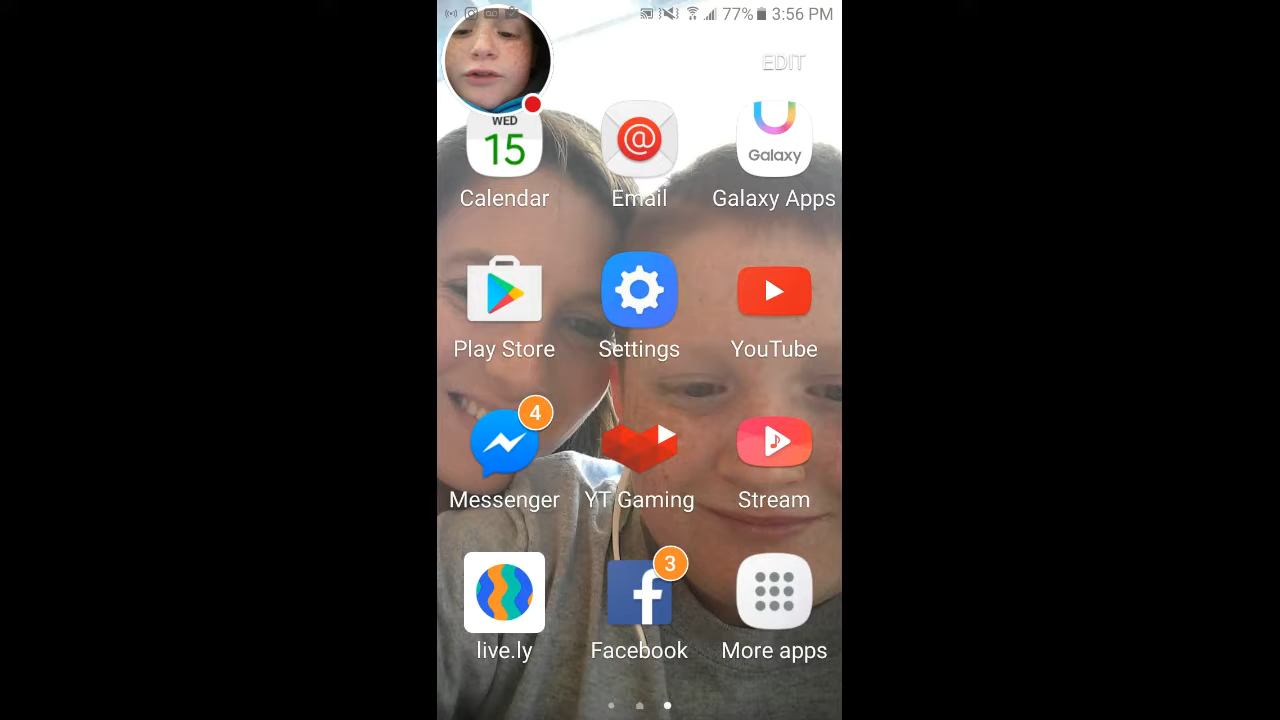 77% 3:56 PM
EDIT
WED
15
@
Galaxy
Calendar Email Galaxy Apps
Play Store Settings YouTube
4
Messenger YT Gaming Stream
3
f
live.ly Facebook More apps